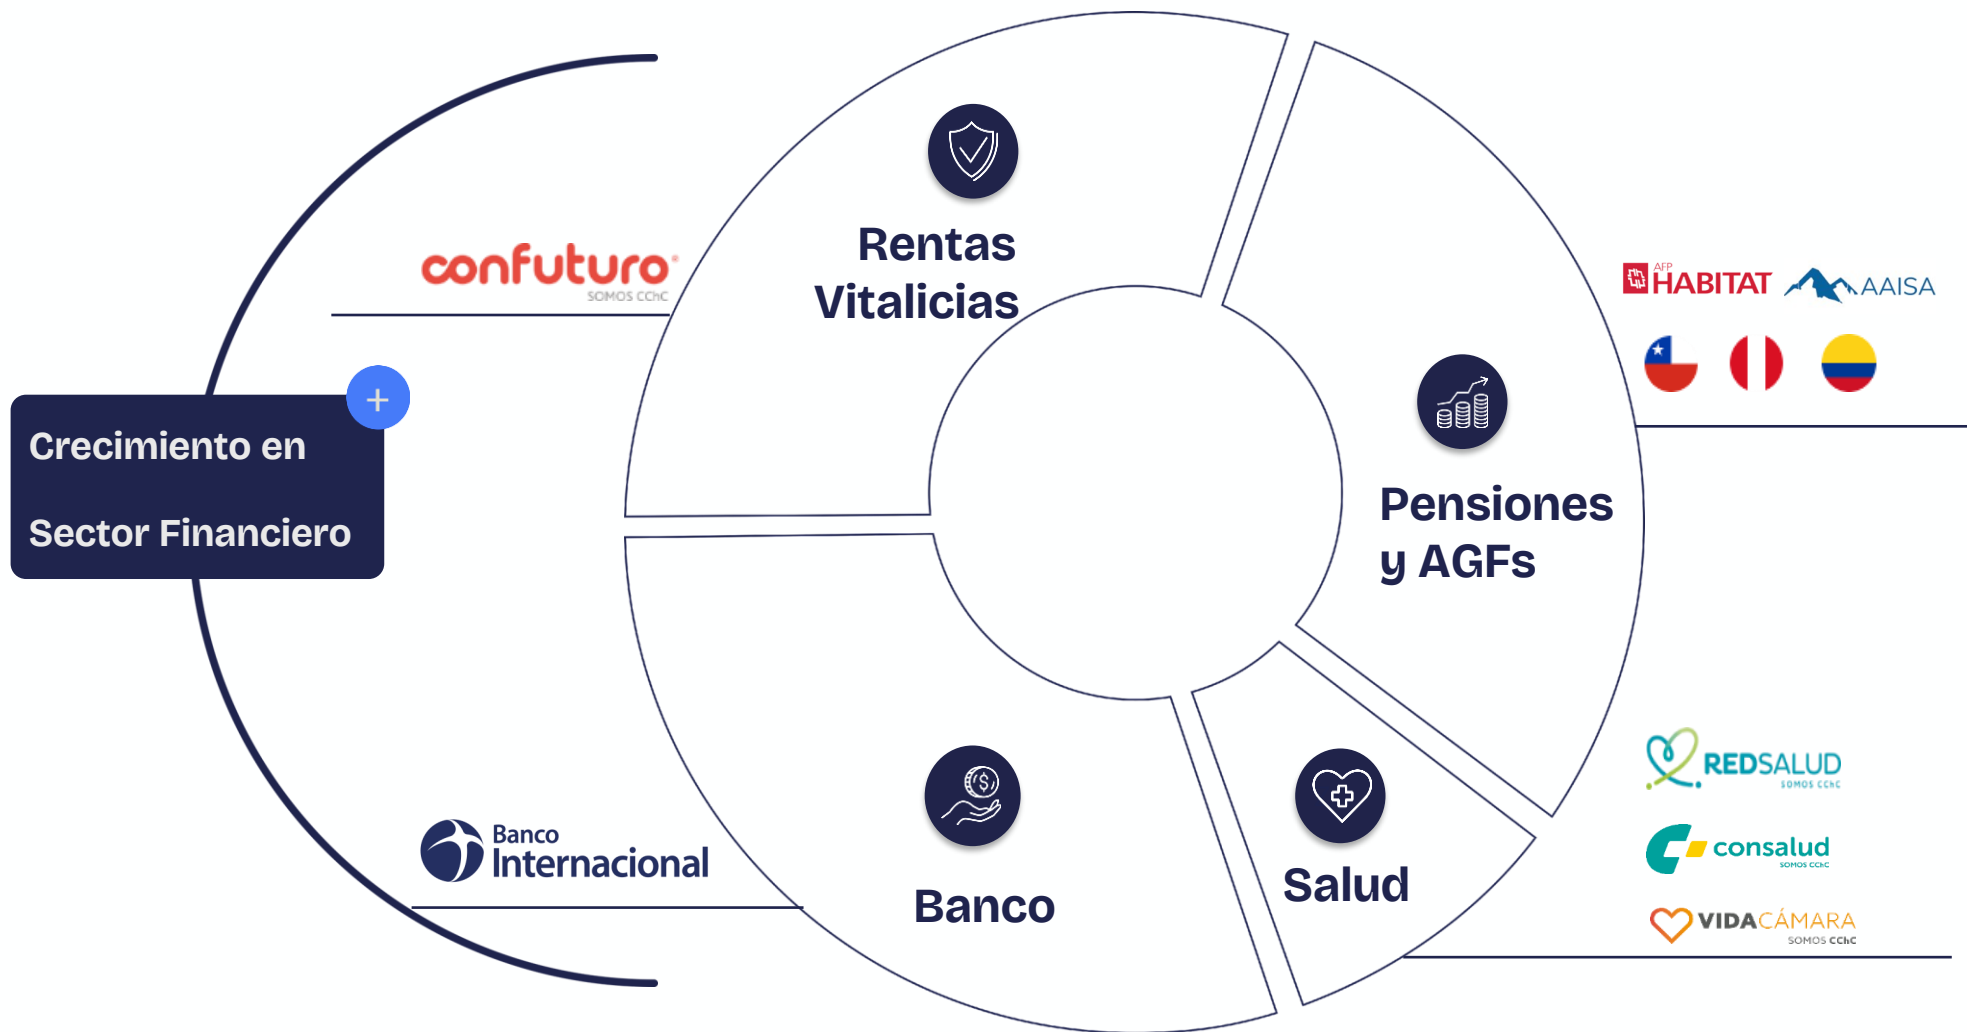 confuturo
SOMOS CChC
Crecimiento en
Sector Financiero
+
Banco
Internacional
Rentas
Vitalicias
Pensiones
y AGFs
Banco
Salud
AFP
HABITAT
AAISA
REDSALUD
SOMOS CChC
consalud
SOMOS CChC
VIDACÁMARA
SOMOS CChC